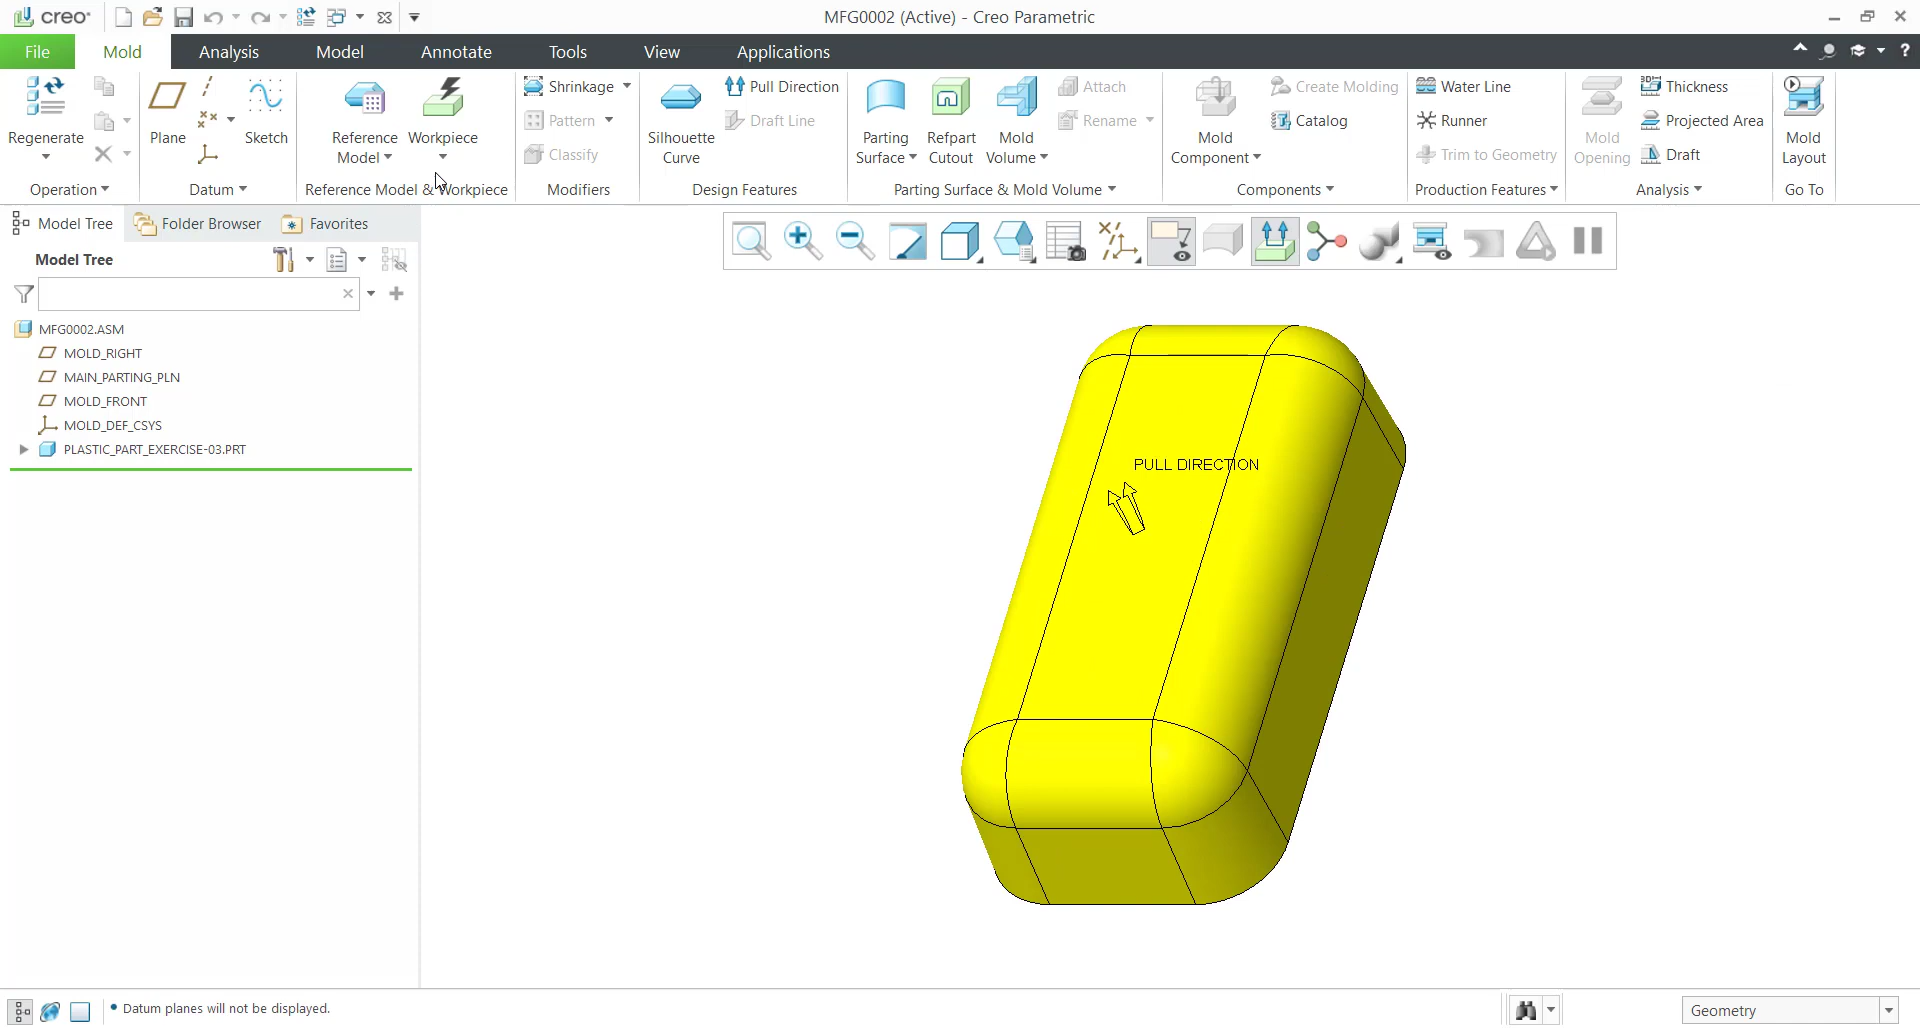 creo
MFG0002 (Active) - Creo Parametric
File
Mold
Analysis
Model
Annotate
Tools
View
Applications
Regenerate
Operation
Plane
Sketch
Datum
Reference
Model
Workpiece
Reference Model & Workpiece
Shrinkage
Pattern
Classify
Modifiers
Silhouette
Curve
Pull Direction
Draft Line
Design Features
Parting
Surface
Refpart
Cutout
Mold
Volume
Attach
Rename
Parting Surface & Mold Volume
Mold
Component
Create Molding
Catalog
Components
Water Line
Runner
Trim to Geometry
Production Features
Mold
Opening
Thickness
Projected Area
Draft
Analysis
Mold
Layout
Go To
Model Tree
Folder Browser
Favorites
Model Tree
MFG0002.ASM
MOLD_RIGHT
MAIN_PARTING_PLN
MOLD_FRONT
MOLD_DEF_CSYS
PLASTIC_PART_EXERCISE-03.PRT
PULL DIRECTION
Datum planes will not be displayed.
Geometry